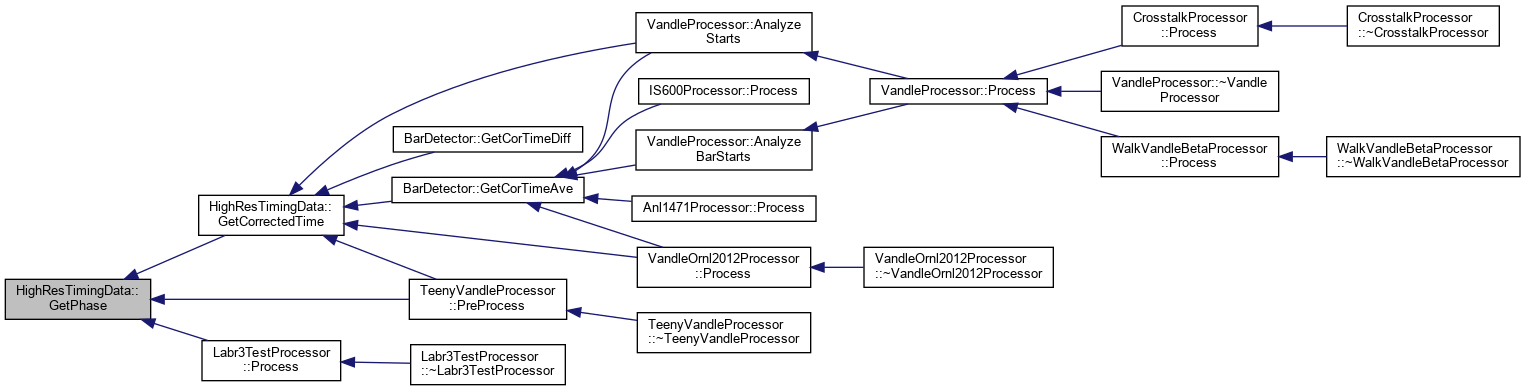 HighResTimingData::
GetPhase
HighResTimingData::
GetCorrectedTime
Labr3TestProcessor
::Process
VandleProcessor::Analyze
Starts
BarDetector::GetCorTimeDiff
BarDetector::GetCorTimeAve
TeenyVandleProcessor
::PreProcess
Labr3TestProcessor
::~Labr3TestProcessor
IS600Processor::Process
VandleProcessor::Analyze
BarStarts
Anl1471Processor::Process
VandleOrnl2012Processor
::Process
TeenyVandleProcessor
::~TeenyVandleProcessor
VandleProcessor::Process
VandleOrnl2012Processor
::~VandleOrnl2012Processor
CrosstalkProcessor
::Process
VandleProcessor::~Vandle
Processor
WalkVandleBetaProcessor
::Process
CrosstalkProcessor
::~CrosstalkProcessor
WalkVandleBetaProcessor
::~WalkVandleBetaProcessor